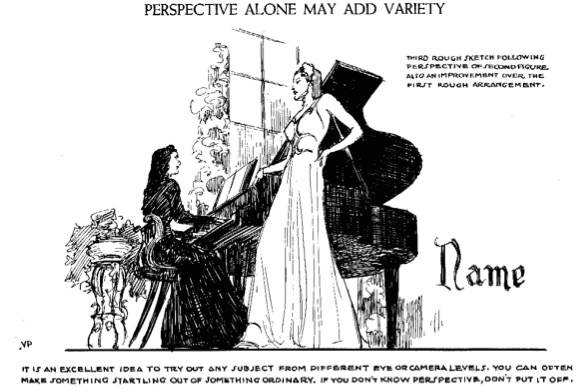 PERSPECTIVE ALONE MAY ADD VARIETY
THIRD ROUGH SKETCH FOLLOWING
PERSPECTIVE OF SECOND FIGURE.
ALSO AN IMPROVEMENT OVER THE
FIRST ROUGH ARRANGEMENT.
Name
VP
IT IS AN EXCELLENT IDEA TO TRY OUT ANY SUBJECT FROM DIFFERENT EYE OR CAMERA LEVELS. YOU CAN OFTEN
MAKE SOMETHING STARTLING OUT OF SOMETHING ORDINARY. IF YOU DON'T KNOW PERSPECTIVE, DON'T PUT IT OFF.